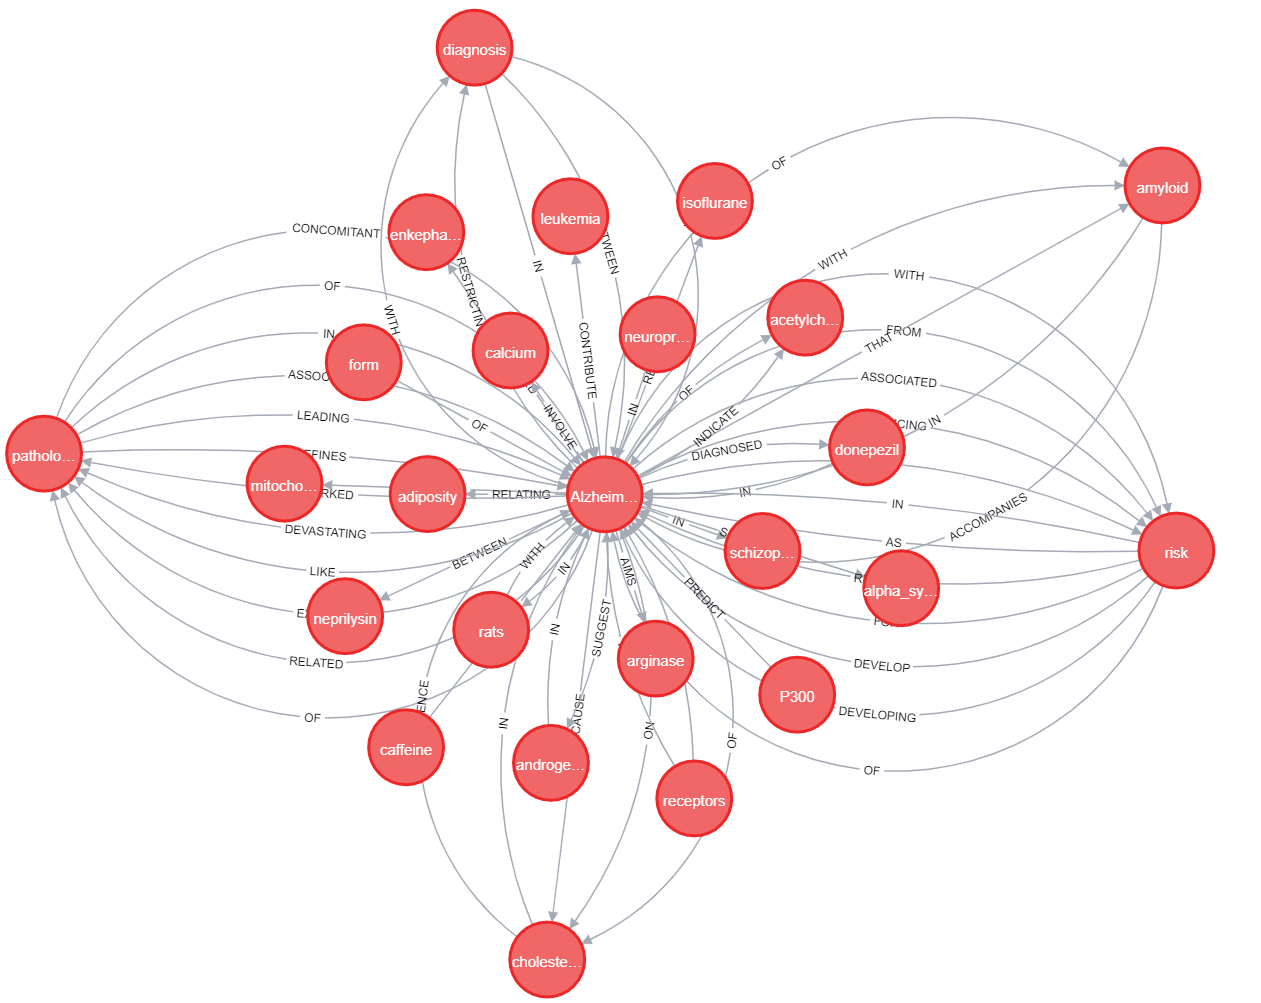 diagnosis
OF
amyloid
isoflurane
leukemia
enkepha...
CONCOMITANT
TWEEN
WITH
IN
RESTRICTIN
WITH
OF
acetylch...
WITH
CONTRIBUTE
neuropr...
FROM
THAT
IN
calcium
form
ASSOC
RE
ASSOCIATED
OF
INVOLVE
IN
LEADING
OF
INDICATE
CING
IN
donepezil
DIAGNOSED
patholo...
FINES
mitocho...
RKED
adiposity
RELATING
Alzheim...
IN
IN
ACCOMPANIES
IN
DEVASTATING
AS
risk
schizop...
BETWEEN
WITH
IN
AIMS
LIKE
alpha_sy...
neprilysin
PREDICT
rats
IN
SUGGEST
RELATED
arginase
DEVELOP
P300
ENCE
OF
IN
CAUSE
ON
OF
DEVELOPING
caffeine
androge...
OF
receptors
choleste...